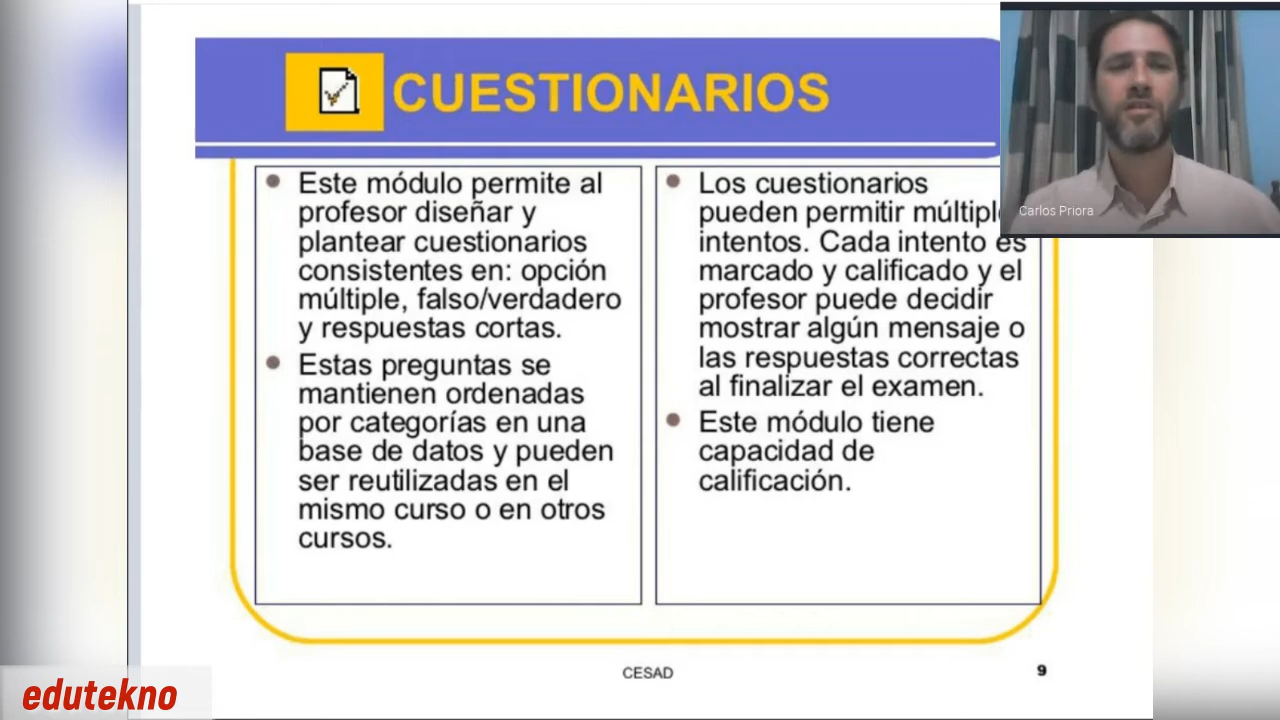 CUESTIONARIOS
Este módulo permite al
profesor diseñar y
plantear cuestionarios
consistentes en: opción
múltiple, falso/verdadero
y respuestas cortas.
Estas preguntas se
mantienen ordenadas
por categorías en una
base de datos y pueden
ser reutilizadas en el
mismo curso o en otros
cursos.
Los cuestionarios
pueden permitir múltipl
intentos. Cada intento es
marcado y calificado y el
profesor puede decidir
mostrar algún mensaje o
las respuestas correctas
al finalizar el examen.
Este módulo tiene
capacidad de
calificación.
Carlos Priora
CESAD
9
edutekno